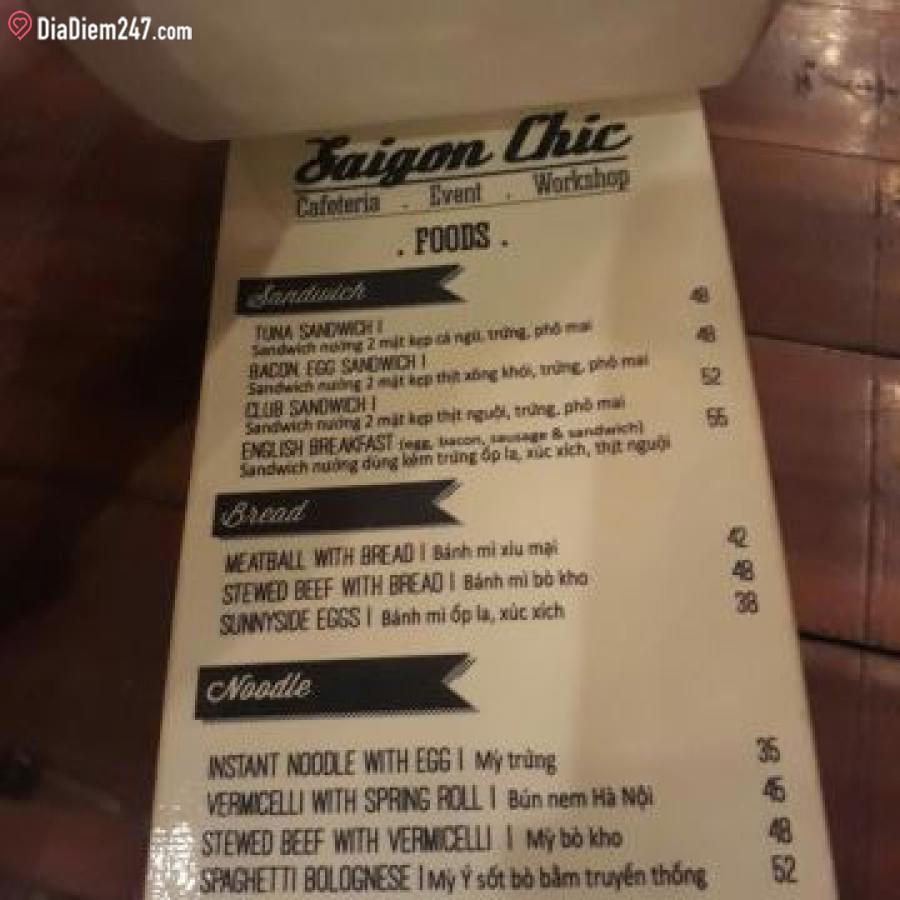 DiaDiem247.com
Saigon Chic
Cafeteria . Event . Workshop
. FOODS .
Sandwich
TUNA SANDWICH | 48
Sandwich nướng 2 mặt kẹp cá ngừ, trứng, phô mai
BACON EGG SANDWICH | 48
Sandwich nướng 2 mặt kẹp thịt xông khói, trứng, phô mai
CLUB SANDWICH | 52
Sandwich nướng 2 mặt kẹp thịt nguội, trứng, phô mai
ENGLISH BREAKFAST (egg, bacon, sausage & sandwich) 55
Sandwich nướng dùng kèm trứng ốp la, xúc xích, thịt nguội
Bread
MEATBALL WITH BREAD | Bánh mì xíu mại 42
STEWED BEEF WITH BREAD | Bánh mì bò kho 48
SUNNYSIDE EGGS | Bánh mì ốp la, xúc xích 38
Noodle
INSTANT NOODLE WITH EGG | Mỳ trứng 35
VERMICELLI WITH SPRING ROLL | Bún nem Hà Nội 45
STEWED BEEF WITH VERMICELLI | Mỳ bò kho 48
SPAGHETTI BOLOGNESE | Mỳ Ý sốt bò bằm truyền thống 52